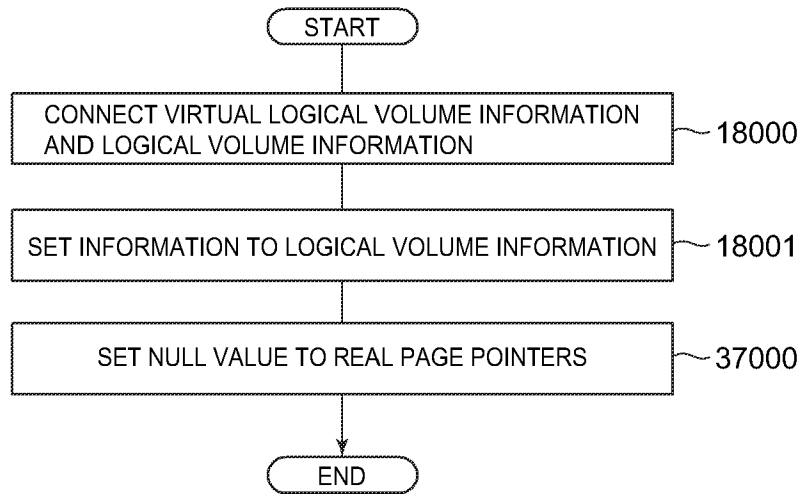 START
CONNECT VIRTUAL LOGICAL VOLUME INFORMATION
AND LOGICAL VOLUME INFORMATION
18000
SET INFORMATION TO LOGICAL VOLUME INFORMATION
18001
SET NULL VALUE TO REAL PAGE POINTERS
37000
END